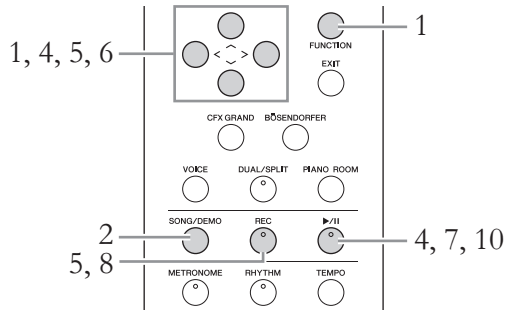 1
FUNCTION
1, 4, 5, 6
< >
EXIT
CFX GRAND BÖSENDORFER
VOICE DUAL/SPLIT PIANO ROOM
SONG/DEMO REC ▶/II
2
4, 7, 10
5, 8
METRONOME RHYTHM TEMPO